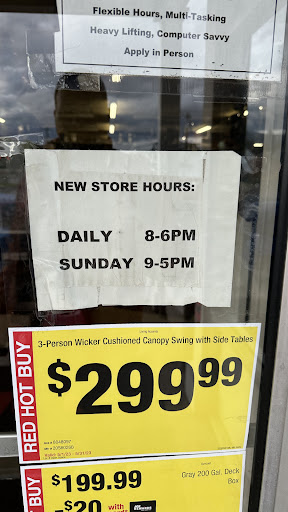 Flexible Hours, Multi-Tasking
Heavy Lifting, Computer Savvy
Apply in Person
NEW STORE HOURS:
DAILY 8-6PM
SUNDAY 9-5PM
RED HOT BUY
3-Person Wicker Cushioned Canopy Swing with Side Tables
$299.99
BUY
$199.99
Gray 200 Gal. Deck
Box
-$20 with